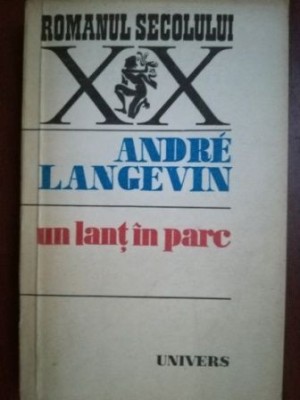 ROMANUL SECOLULUI
XX
ANDRÉ
LANGEVIN
un lanț în parc
UNIVERS